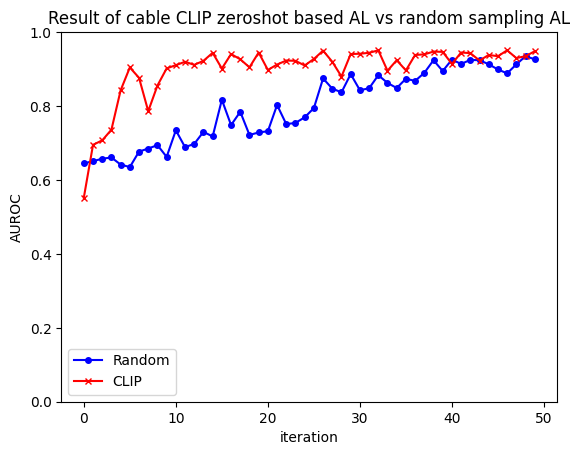 Result of cable CLIP zeroshot based AL vs random sampling AL
1.0
0.8
0.6
0.4
0.2
0.0
AUROC
Random
CLIP
0 10 20 30 40 50
iteration